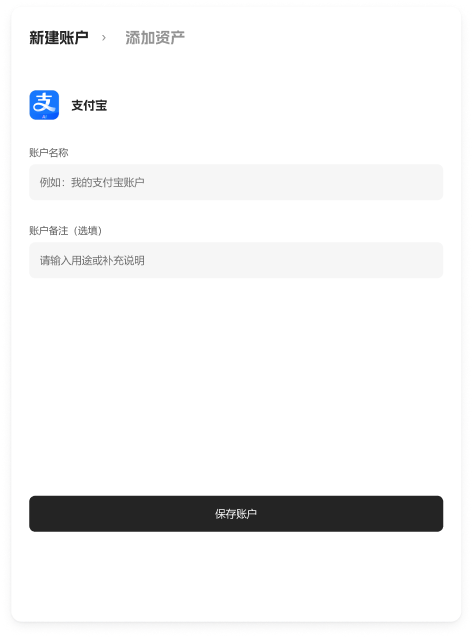 新建账户 › 添加资产
支
支付宝
账户名称
例如：我的支付宝账户
账户备注（选填）
请输入用途或补充说明
保存账户